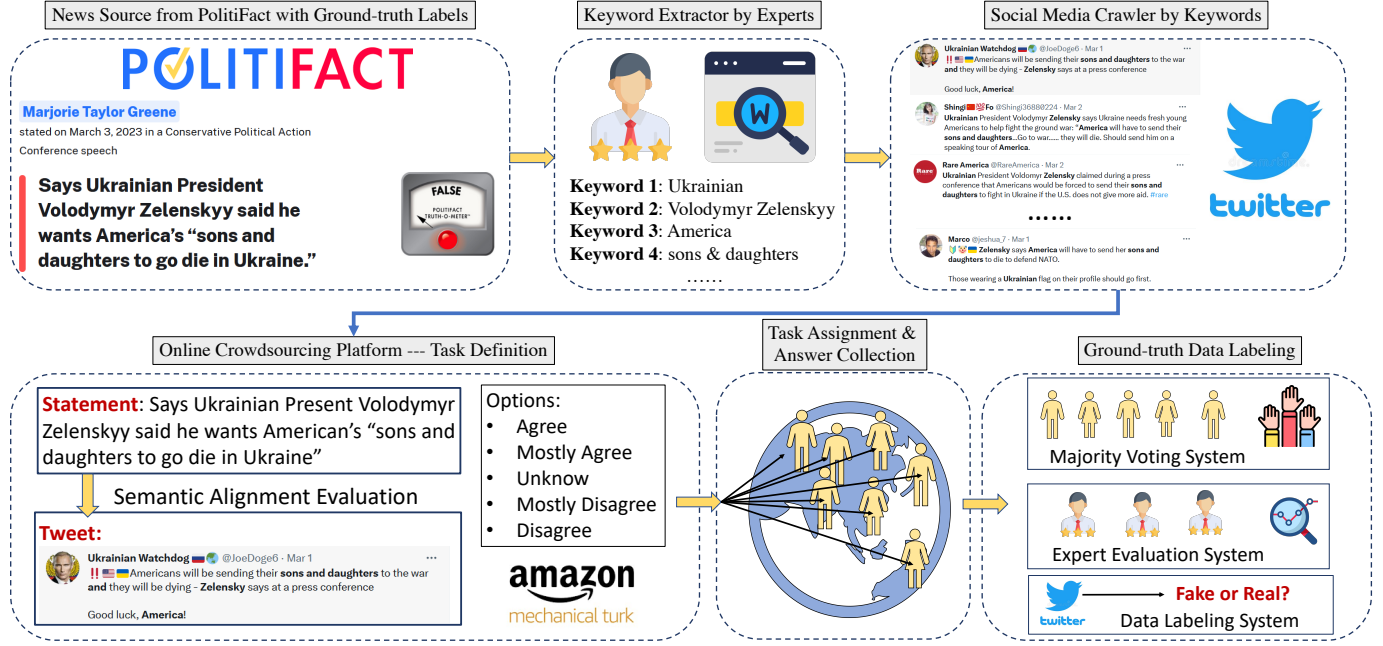 News Source from PolitiFact with Ground-truth Labels
POLITIFACT
Marjorie Taylor Greene
stated on March 3, 2023 in a Conservative Political Action
Conference speech
Says Ukrainian President
Volodymyr Zelenskyy said he
wants America’s “sons and
daughters to go die in Ukraine.”
FALSE
POLITIFACT
TRUTH-O-METER™
Keyword Extractor by Experts
W
Keyword 1: Ukrainian
Keyword 2: Volodymyr Zelenskyy
Keyword 3: America
Keyword 4: sons & daughters
......
Social Media Crawler by Keywords
Ukrainian Watchdog @JoeDoge6 · Mar 1
Americans will be sending their sons and daughters to the war
and they will be dying – Zelensky says at a press conference
Good luck, America!
Shingi Fo @Shingi36880224 · Mar 2
Ukrainian President Volodymyr Zelensky says Ukraine needs fresh young
Americans to help fight the ground war: "America will have to send their
sons and daughters...Go to war..... they will die. Should send him on a
speaking tour of America.
Rare
Rare America @RareAmerica · Mar 2
Ukrainian President Voldomyr Zelensky claimed during a press
conference that Americans would be forced to send their sons and
daughters to fight in Ukraine if the U.S. does not give more aid. #rare
......
Marco @jeshua_7 · Mar 1
Zelensky says America will have to send her sons and
daughters to die to defend NATO.
Those wearing a Ukrainian flag on their profile should go first.
twitter
Online Crowdsourcing Platform --- Task Definition
Statement: Says Ukrainian Present Volodymyr
Zelenskyy said he wants American’s “sons and
daughters to go die in Ukraine”
Semantic Alignment Evaluation
Tweet:
Ukrainian Watchdog @JoeDoge6 · Mar 1
Americans will be sending their sons and daughters to the war
and they will be dying – Zelensky says at a press conference
Good luck, America!
Options:
• Agree
• Mostly Agree
• Unknow
• Mostly Disagree
• Disagree
amazon
mechanical turk
Task Assignment &
Answer Collection
Ground-truth Data Labeling
Majority Voting System
Expert Evaluation System
twitter
Fake or Real?
Data Labeling System